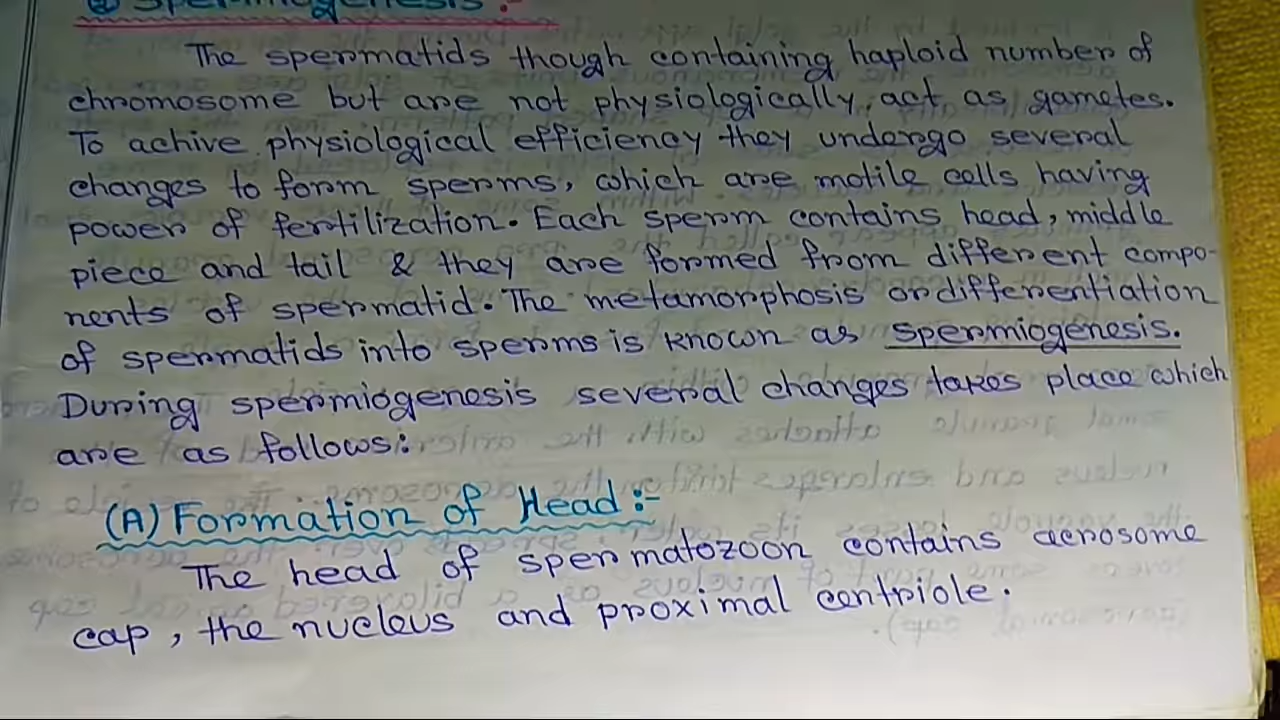 Spermiogenesis:-
The spermatids though containing haploid number of
chromosome but are not physiologically, act as gametes.
To achive physiological efficiency they undergo several
changes to form sperms, which are motile cells having
power of fertilization. Each sperm contains head, middle
piece and tail & they are formed from different compo-
nents of spermatid. The metamorphosis or differentiation
of spermatids into sperms is known as spermiogenesis.
During spermiogenesis several changes takes place which
are as follows:
(A) Formation of Head:-
The head of spermatozoon contains acrosome
cap, the nucleus and proximal centriole.